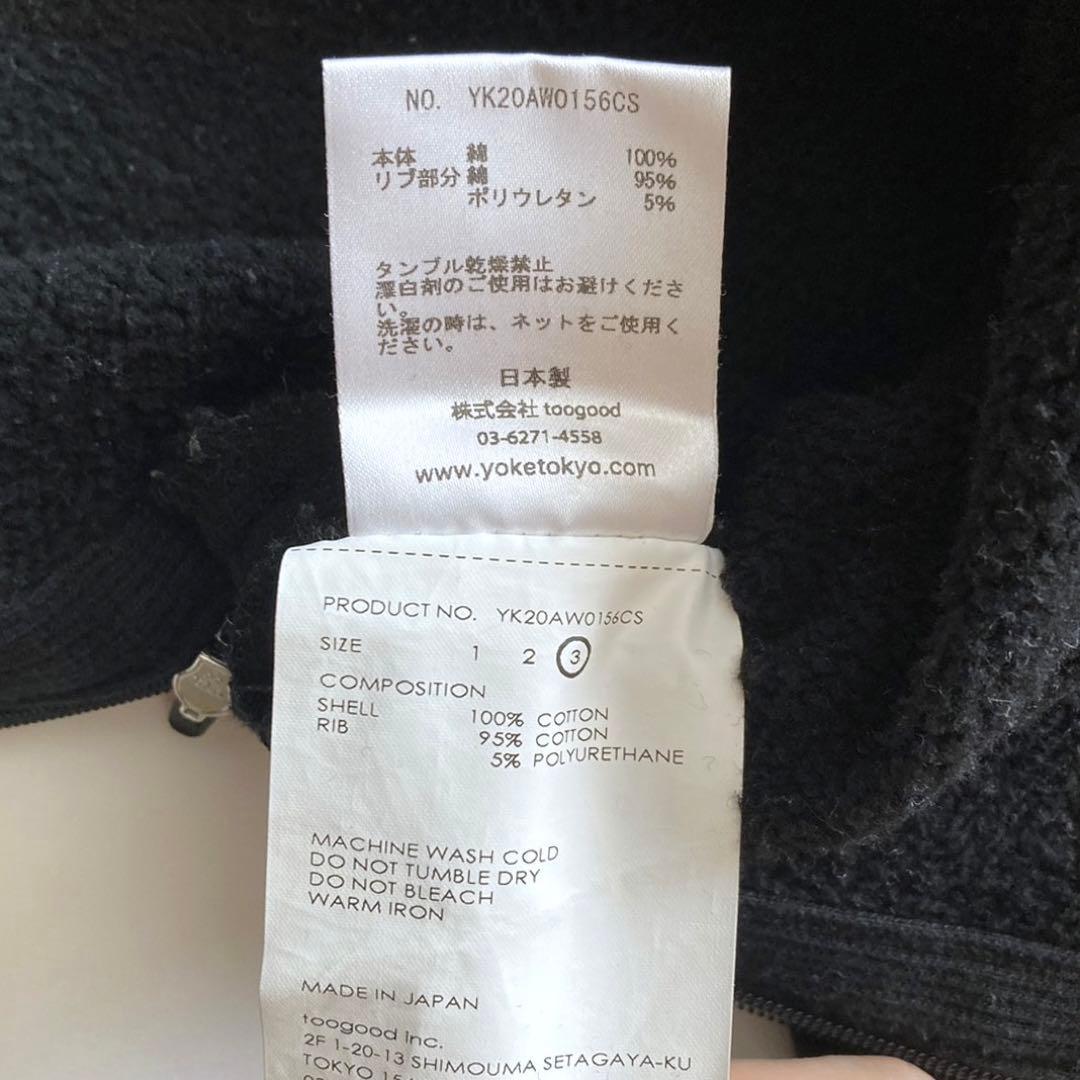 NO. YK20AW0156CS
本体 綿 100%
リブ部分 綿 95%
ポリウレタン 5%
タンブル乾燥禁止
漂白剤のご使用はお避けくださ
い。
洗濯の時は、ネットをご使用く
ださい。
日本製
株式会社 toogood
03-6271-4558
www.yoketokyo.com
PRODUCT NO. YK20AW0156CS
SIZE 1 2 3
COMPOSITION
SHELL 100% COTTON
RIB 95% COTTON
5% POLYURETHANE
MACHINE WASH COLD
DO NOT TUMBLE DRY
DO NOT BLEACH
WARM IRON
MADE IN JAPAN
toogood Inc.
2F 1-20-13 SHIMOUMA SETAGAYA-KU
TOKYO